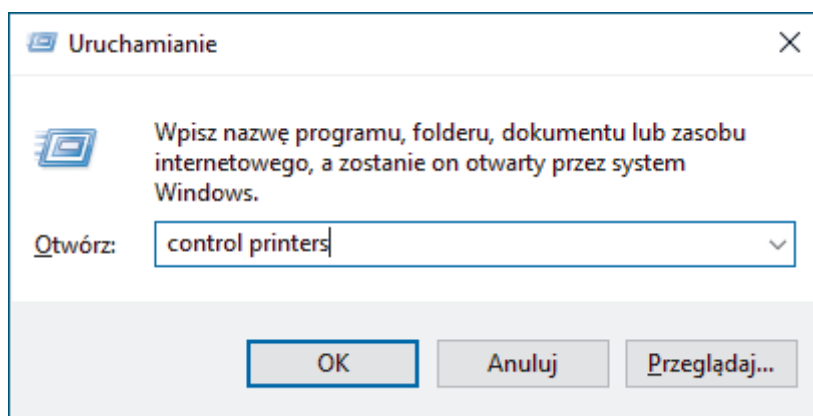 Uruchamianie
Wpisz nazwę programu, folderu, dokumentu lub zasobu
internetowego, a zostanie on otwarty przez system
Windows.
Otwórz: control printers
OK Anuluj Przeglądaj...